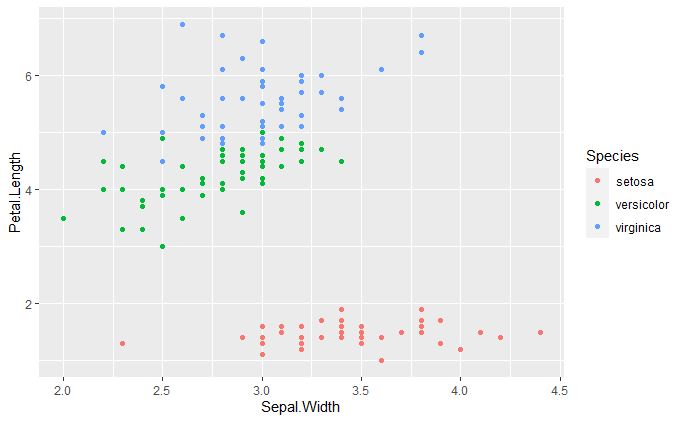 6
4
2
Petal.Length
2.0 2.5 3.0 3.5 4.0 4.5
Sepal.Width
Species
setosa
versicolor
virginica